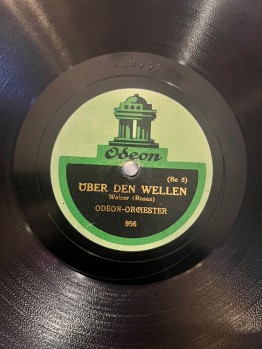 Odeon
(Be 5)
ÜBER DEN WELLEN
Walzer (Rosas)
ODEON-ORCHESTER
956